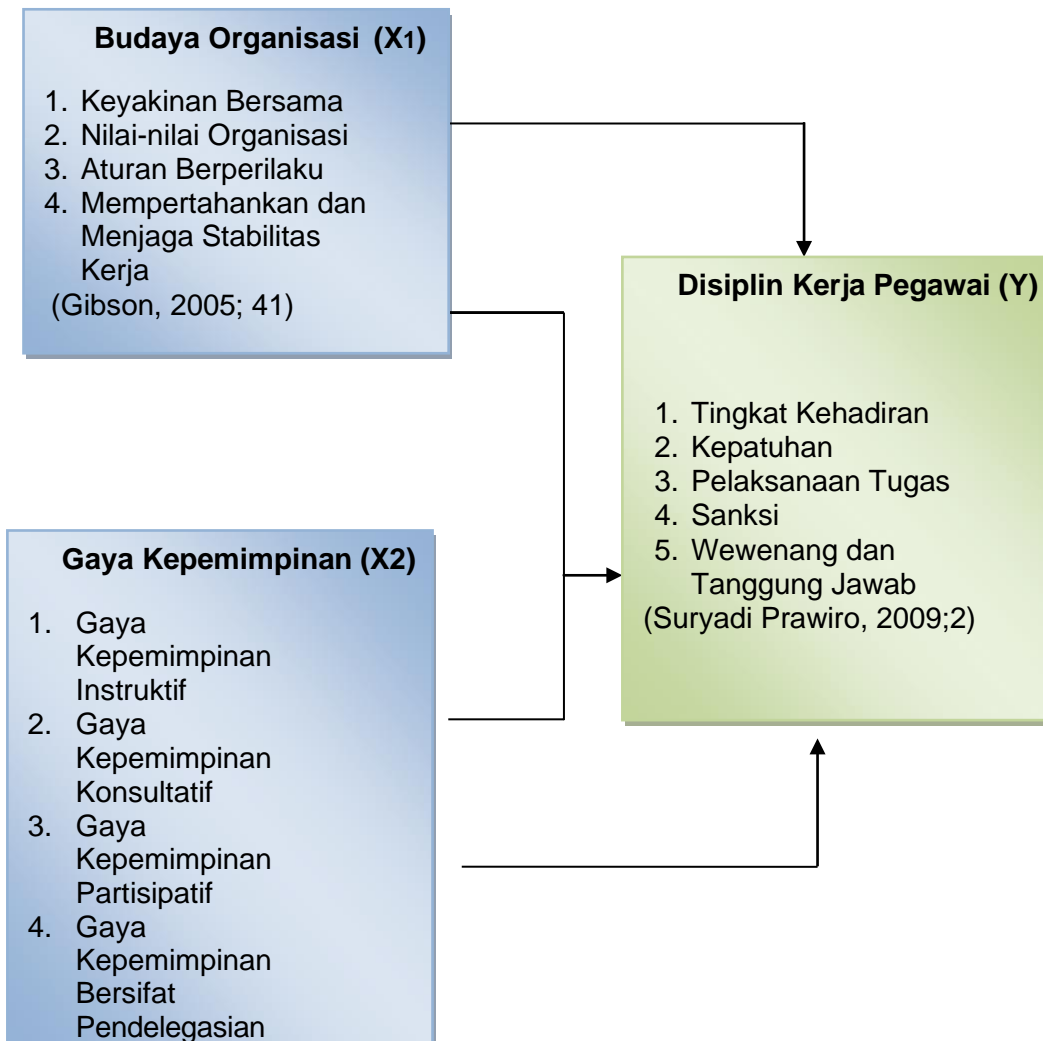 Budaya Organisasi (X1)
1. Keyakinan Bersama
2. Nilai-nilai Organisasi
3. Aturan Berperilaku
4. Mempertahankan dan
Menjaga Stabilitas
Kerja
(Gibson, 2005; 41)
Disiplin Kerja Pegawai (Y)
1. Tingkat Kehadiran
2. Kepatuhan
3. Pelaksanaan Tugas
4. Sanksi
5. Wewenang dan
Tanggung Jawab
(Suryadi Prawiro, 2009;2)
Gaya Kepemimpinan (X2)
1. Gaya
Kepemimpinan
Instruktif
2. Gaya
Kepemimpinan
Konsultatif
3. Gaya
Kepemimpinan
Partisipatif
4. Gaya
Kepemimpinan
Bersifat
Pendelegasian